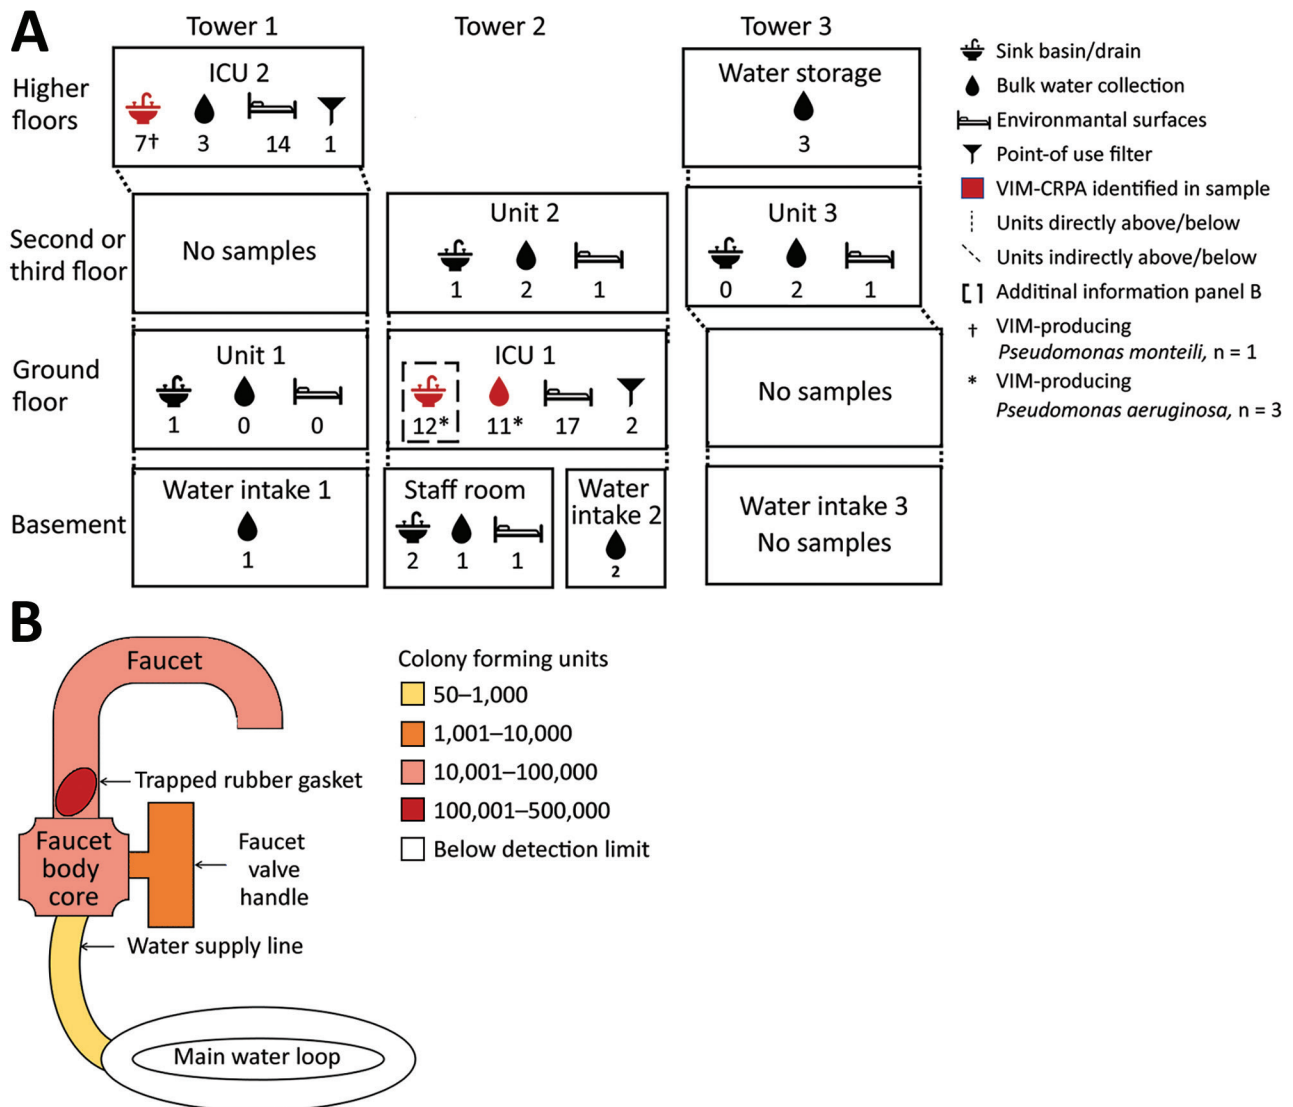 A
Tower 1
Tower 2
Tower 3
Higher
floors
ICU 2
7† 3 14 1
Water storage
3
Second or
third floor
No samples
Unit 2
1 2 1
Unit 3
0 2 1
Ground
floor
Unit 1
1 0 0
ICU 1
12* 11* 17 2
No samples
Basement
Water intake 1
1
Staff room
2 1 1
Water
intake 2
2
Water intake 3
No samples
Sink basin/drain
Bulk water collection
Environmantal surfaces
Point-of use filter
VIM-CRPA identified in sample
Units directly above/below
Units indirectly above/below
Additinal information panel B
† VIM-producing
Pseudomonas monteili, n = 1
* VIM-producing
Pseudomonas aeruginosa, n = 3
B
Faucet
Trapped rubber gasket
Faucet
body
core
Faucet
valve
handle
Water supply line
Main water loop
Colony forming units
50–1,000
1,001–10,000
10,001–100,000
100,001–500,000
Below detection limit